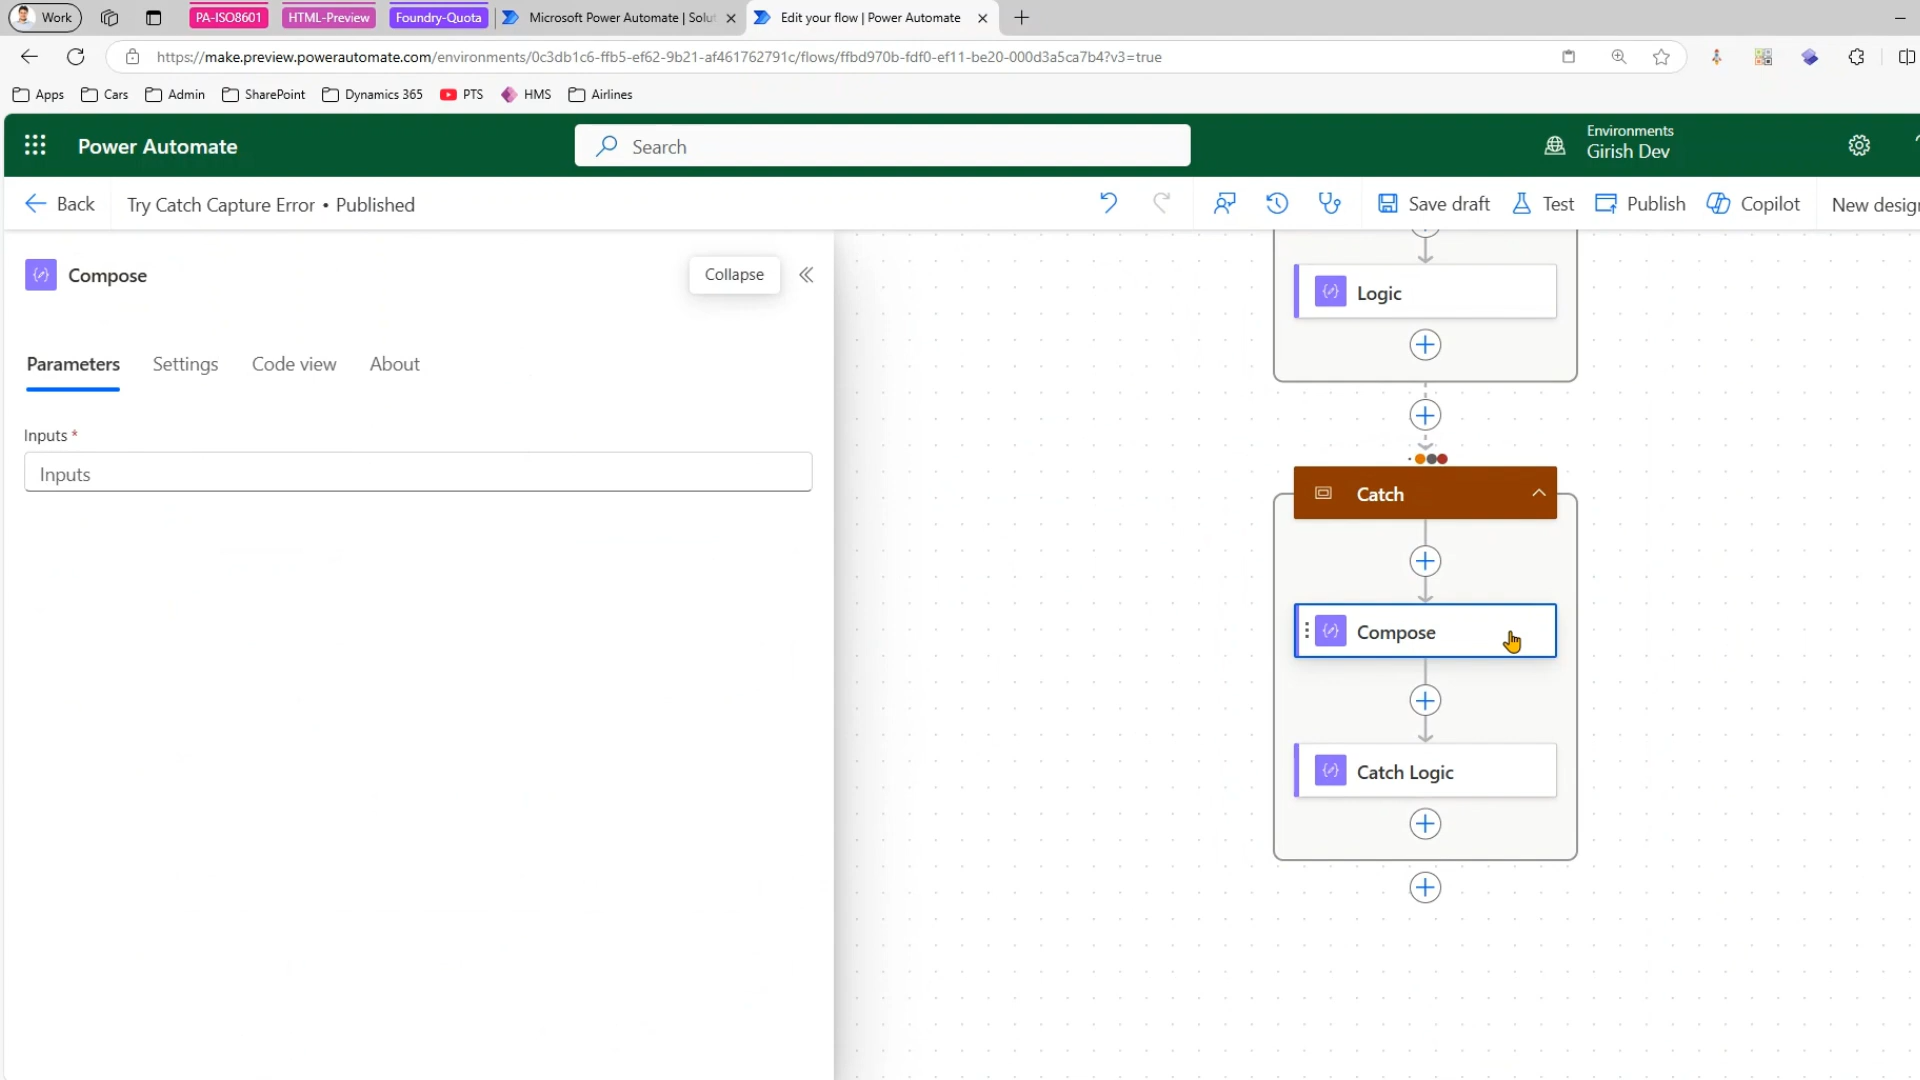 Work
PA-ISO8601
HTML-Preview
Foundry-Quota
Microsoft Power Automate | Solut
Edit your flow | Power Automate
https://make.preview.powerautomate.com/environments/0c3db1c6-ffb5-ef62-9b21-af461762791c/flows/ffbd970b-fdf0-ef11-be20-000d3a5ca7b4?v3=true
Apps
Cars
Admin
SharePoint
Dynamics 365
PTS
HMS
Airlines
Power Automate
Search
Environments
Girish Dev
Back
Try Catch Capture Error • Published
Save draft
Test
Publish
Copilot
New design
Compose
Collapse
Parameters
Settings
Code view
About
Inputs *
Inputs
Logic
Catch
Compose
Catch Logic